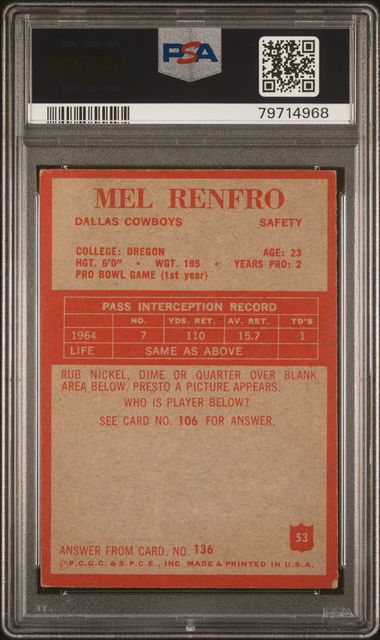 PSA
79714968
MEL RENFRO
DALLAS COWBOYS SAFETY
COLLEGE: OREGON AGE: 23
HGT. 6'0" • WGT. 195 • YEARS PRO: 2
PRO BOWL GAME (1st year)
PASS INTERCEPTION RECORD
NO. YDS. RET. AV. RET. TD'S
1964 7 110 15.7 1
LIFE SAME AS ABOVE
RUB NICKEL, DIME OR QUARTER OVER BLANK
AREA BELOW. PRESTO A PICTURE APPEARS.
WHO IS PLAYER BELOW?
SEE CARD NO. 106 FOR ANSWER.
53
ANSWER FROM CARD. NO. 136
©P.C.G.C. & S.P.C.E., INC. MADE & PRINTED IN U.S.A.